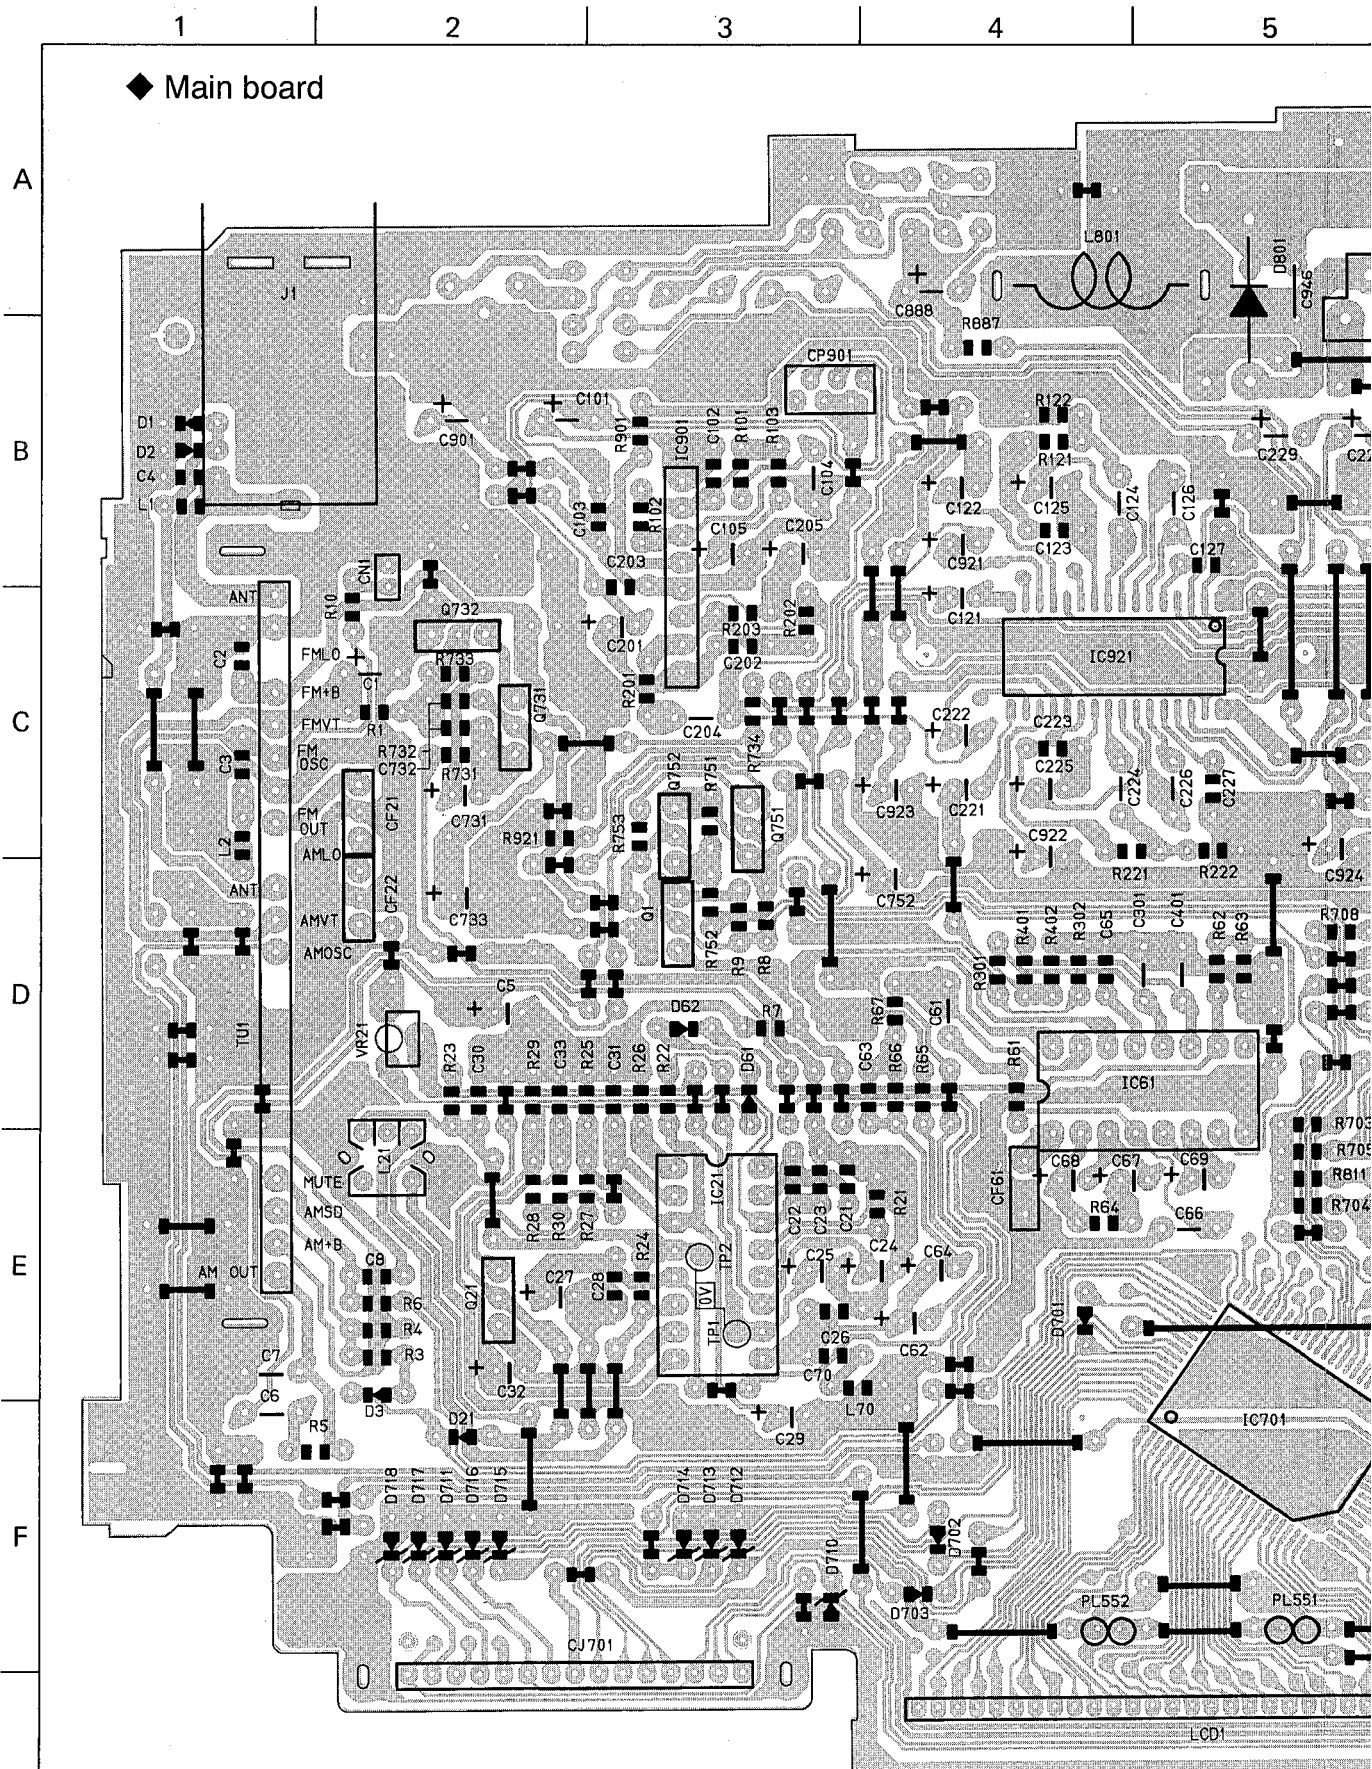 1 2 3 4 5
◆ Main board
A
J1
L801
D801
C946
C888
R887
CP901
B
D1
D2
C4
C901
C101
R901
IC901
C102
R101
R103
C104
R122
R121
C229
C103
R102
C105
C205
C122
C125
C124
C126
C123
C921
C127
C203
CN1
ANT
R10
Q732
C201
R203
C202
R202
C121
IC921
C2
FMLO
C1
R733
FM+B
FMVT
R1
Q731
R201
C
C204
R734
C222
C223
FM
OSC
R732
C732
R731
C3
Q752
R751
C225
C224
C226
C227
C923
C221
FM
OUT
CF21
C731
R921
R753
Q751
C922
L2
AMLO
R221
R222
C924
ANT
CF22
C733
Q1
C752
AMVT
AMOSC
R752
R9
R8
R301
R401
R402
R302
C65
C301
C401
R62
R63
R708
D
C5
D62
R7
R67
C61
TU1
VR21
R23
C30
R29
C33
R25
C31
R26
R22
D61
C63
R66
R65
R61
IC61
R703
R705
R811
R704
L21
MUTE
AMSD
AM+B
R28
R30
R27
IC21
C22
C23
C21
R21
CF61
C68
C67
C69
R64
C66
E
AM OUT
C8
R6
R4
R3
Q21
C27
C28
R24
TP2
0V
TP1
C25
C24
C64
C26
C62
C70
L70
D701
C7
C6
D3
C32
R5
D21
C29
IC701
D718
D717
D711
D716
D715
D714
D713
D712
F
D710
D702
D703
PL552
PL551
CJ701
LCD1